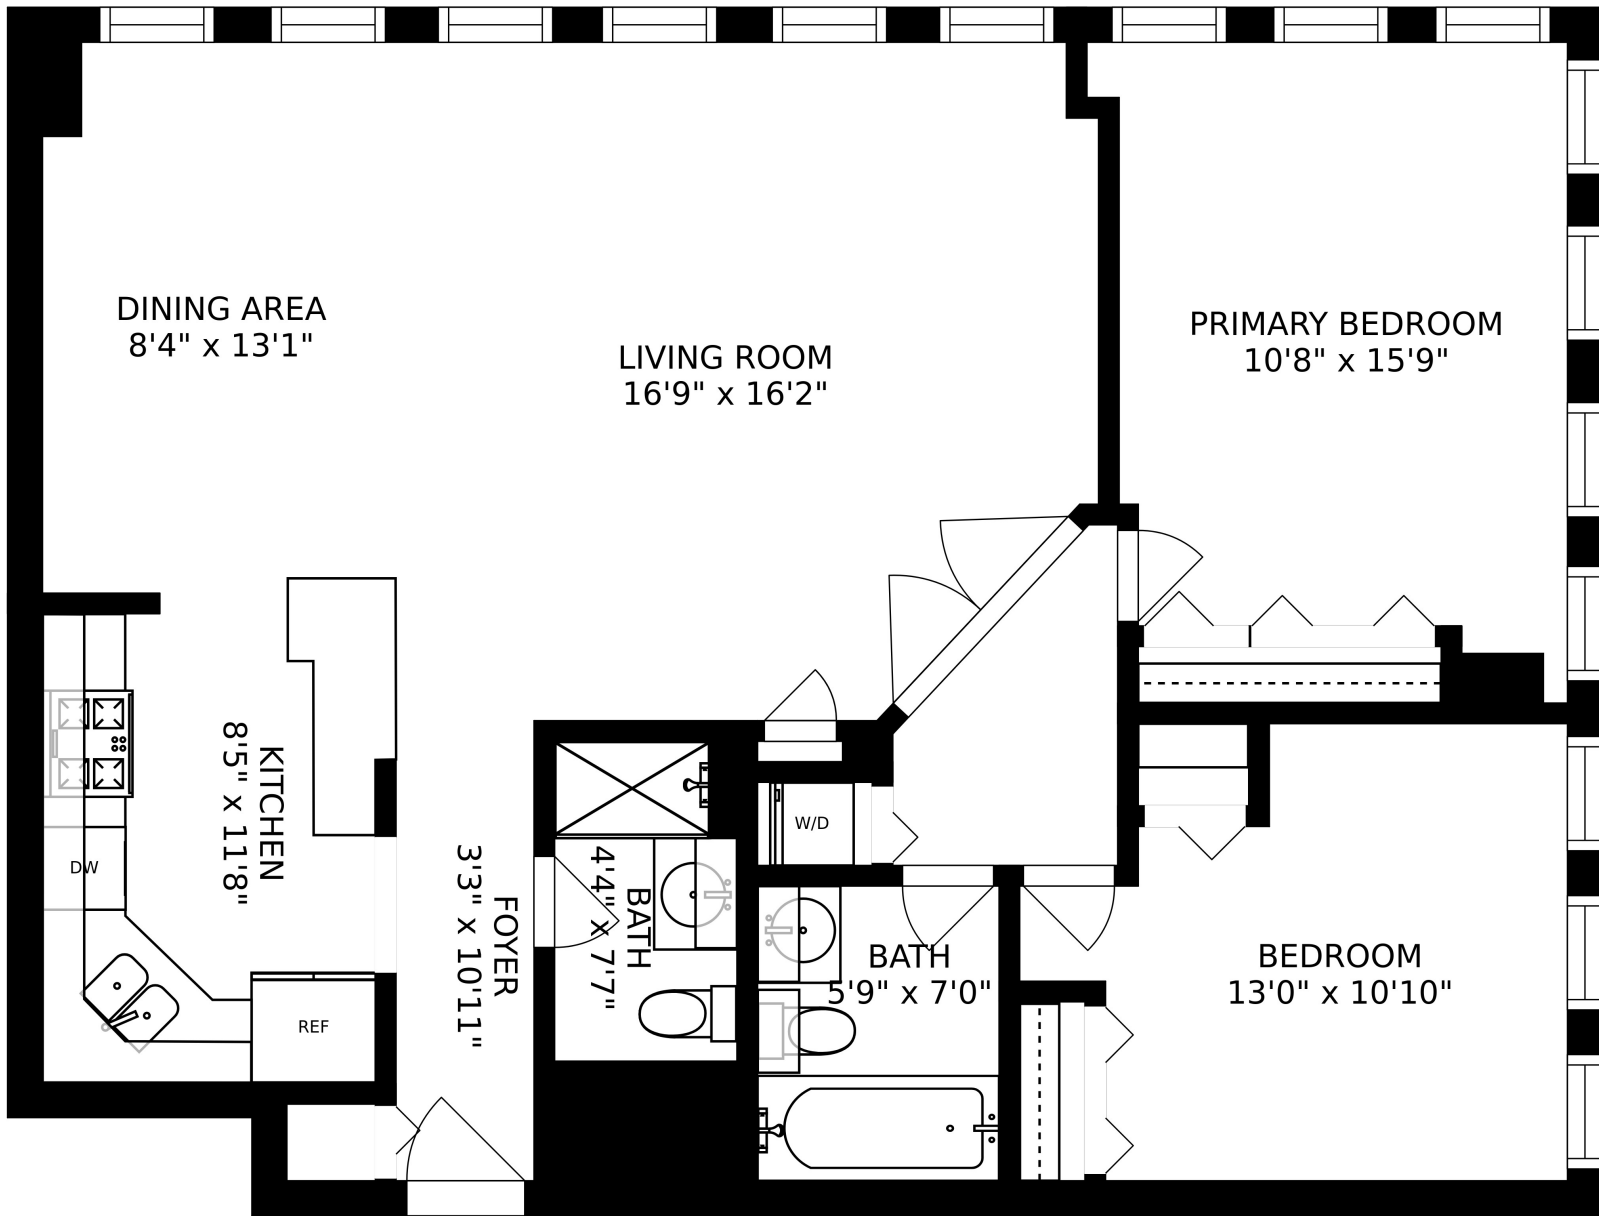 DINING AREA
8'4" x 13'1"
LIVING ROOM
16'9" x 16'2"
PRIMARY BEDROOM
10'8" x 15'9"
KITCHEN
8'5" x 11'8"
DW
REF
FOYER
3'3" x 10'11"
BATH
4'4" x 7'7"
W/D
BATH
5'9" x 7'0"
BEDROOM
13'0" x 10'10"